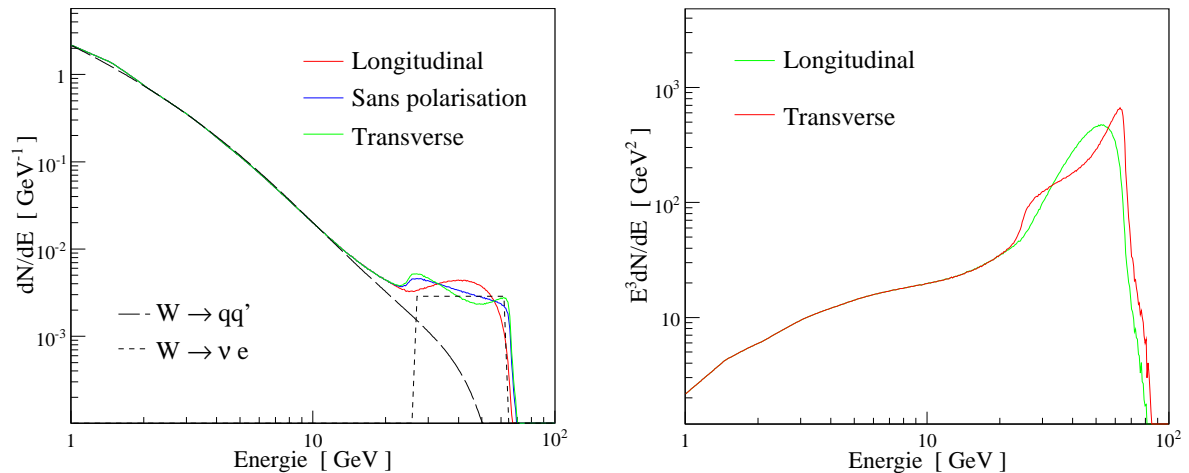 dN/dE [ GeV⁻¹ ]
1
10⁻¹
10⁻²
10⁻³
Longitudinal
Sans polarisation
Transverse
W → qq'
W → ν e
1
10
10²
Energie [ GeV ]
E³dN/dE [ GeV² ]
10³
10²
10
Longitudinal
Transverse
1
10
10²
Energie [ GeV ]